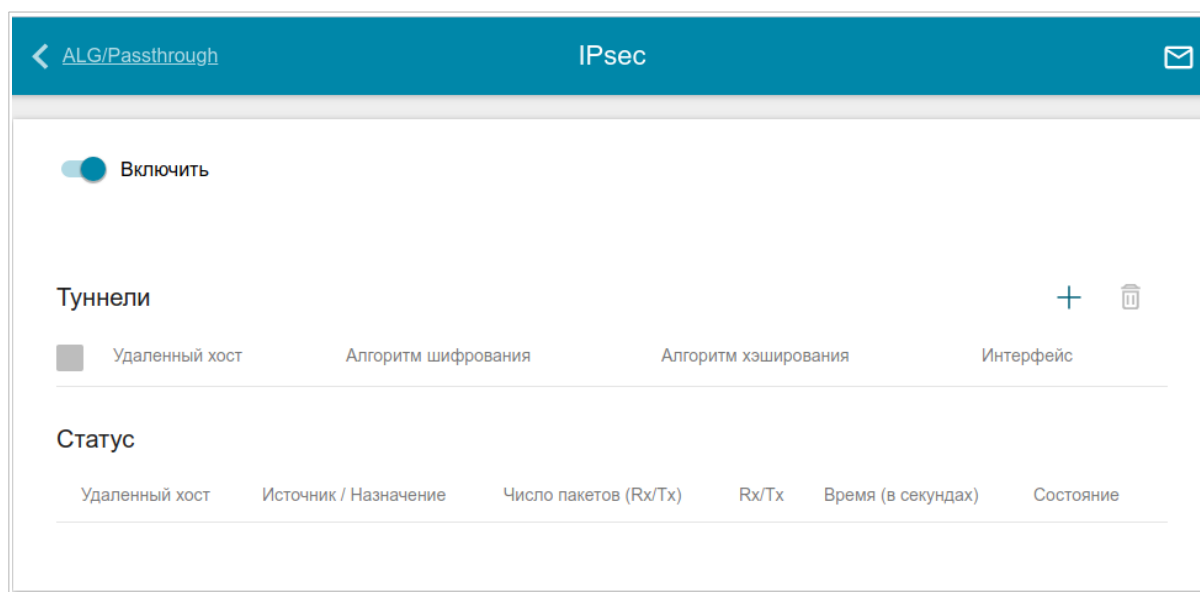 ALG/Passthrough IPsec
Включить
Туннели
Удаленный хост Алгоритм шифрования Алгоритм хэширования Интерфейс
Статус
Удаленный хост Источник / Назначение Число пакетов (Rx/Tx) Rx/Tx Время (в секундах) Состояние